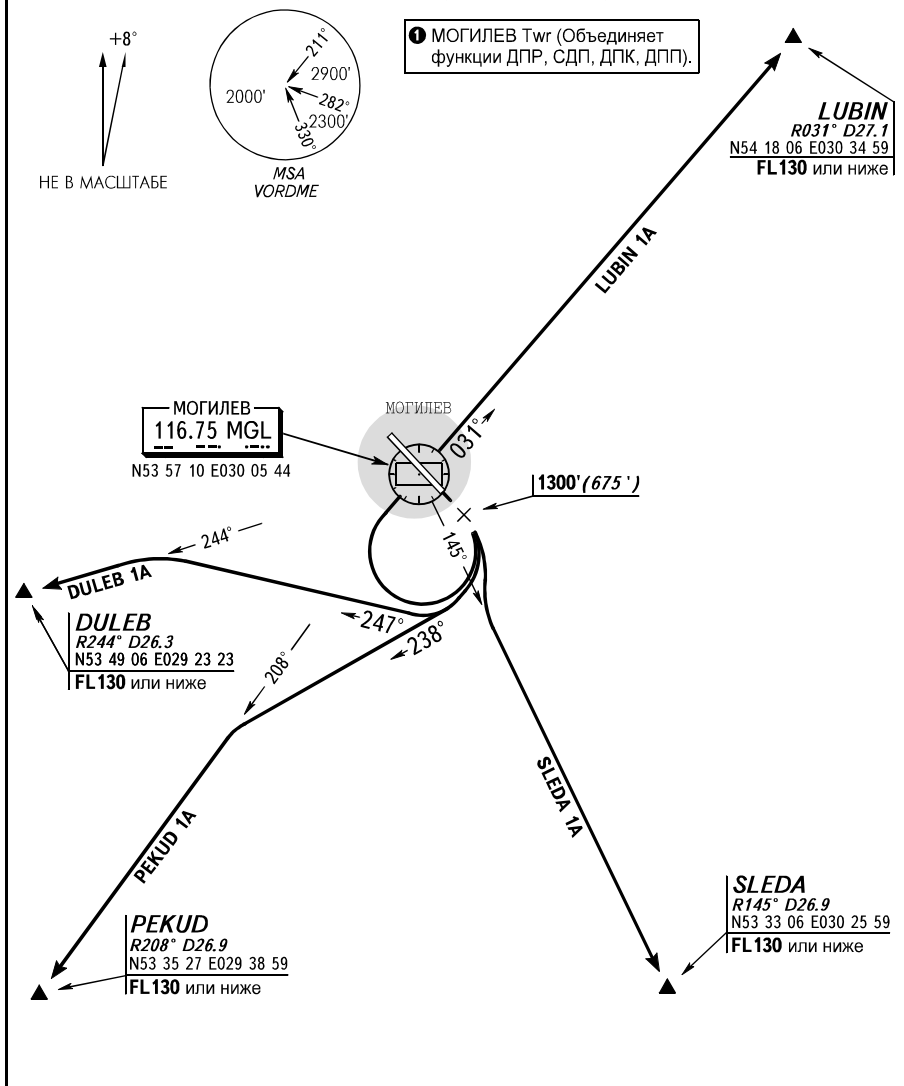 +8°
НЕ В МАСШТАБЕ
211°
2900'
2000'
282°
2300'
330°
MSA
VORDME
❶ МОГИЛЕВ Twr (Объединяет
функции ДПР, СДП, ДПК, ДПП).
LUBIN
R031° D27.1
N54 18 06 E030 34 59
FL130 или ниже
LUBIN 1A
МОГИЛЕВ
116.75 MGL
N53 57 10 E030 05 44
МОГИЛЕВ
031°
1300'(675')
145°
244°
DULEB 1A
DULEB
R244° D26.3
N53 49 06 E029 23 23
FL130 или ниже
247°
238°
208°
PEKUD 1A
SLEDA 1A
PEKUD
R208° D26.9
N53 35 27 E029 38 59
FL130 или ниже
SLEDA
R145° D26.9
N53 33 06 E030 25 59
FL130 или ниже